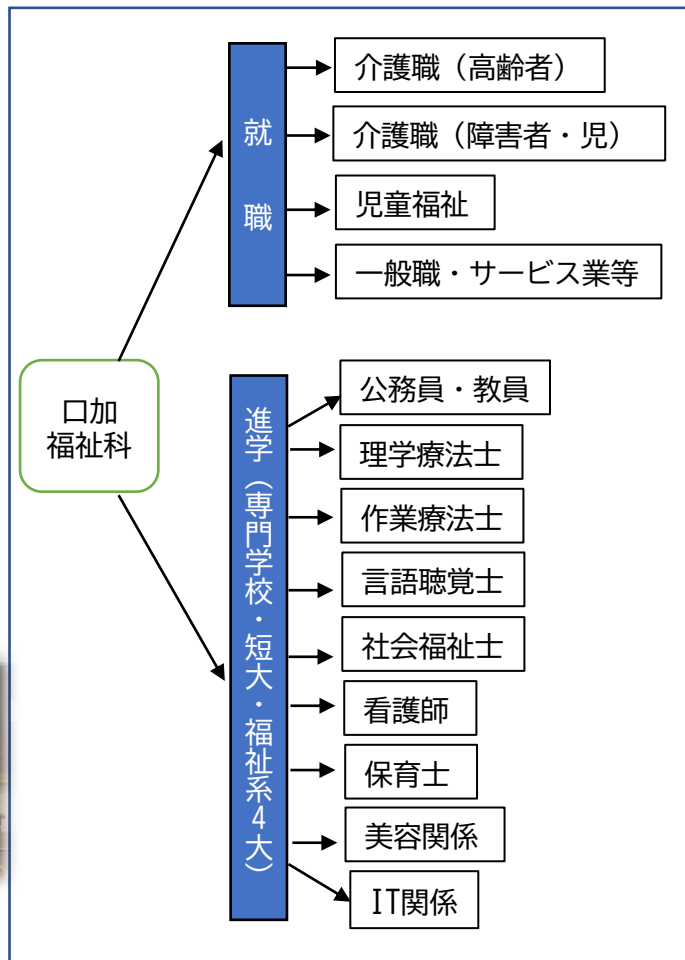 口加
福祉科
就職
介護職（高齢者）
介護職（障害者・児）
児童福祉
一般職・サービス業等
進学（専門学校・短大・福祉系４大）
公務員・教員
理学療法士
作業療法士
言語聴覚士
社会福祉士
看護師
保育士
美容関係
IT関係